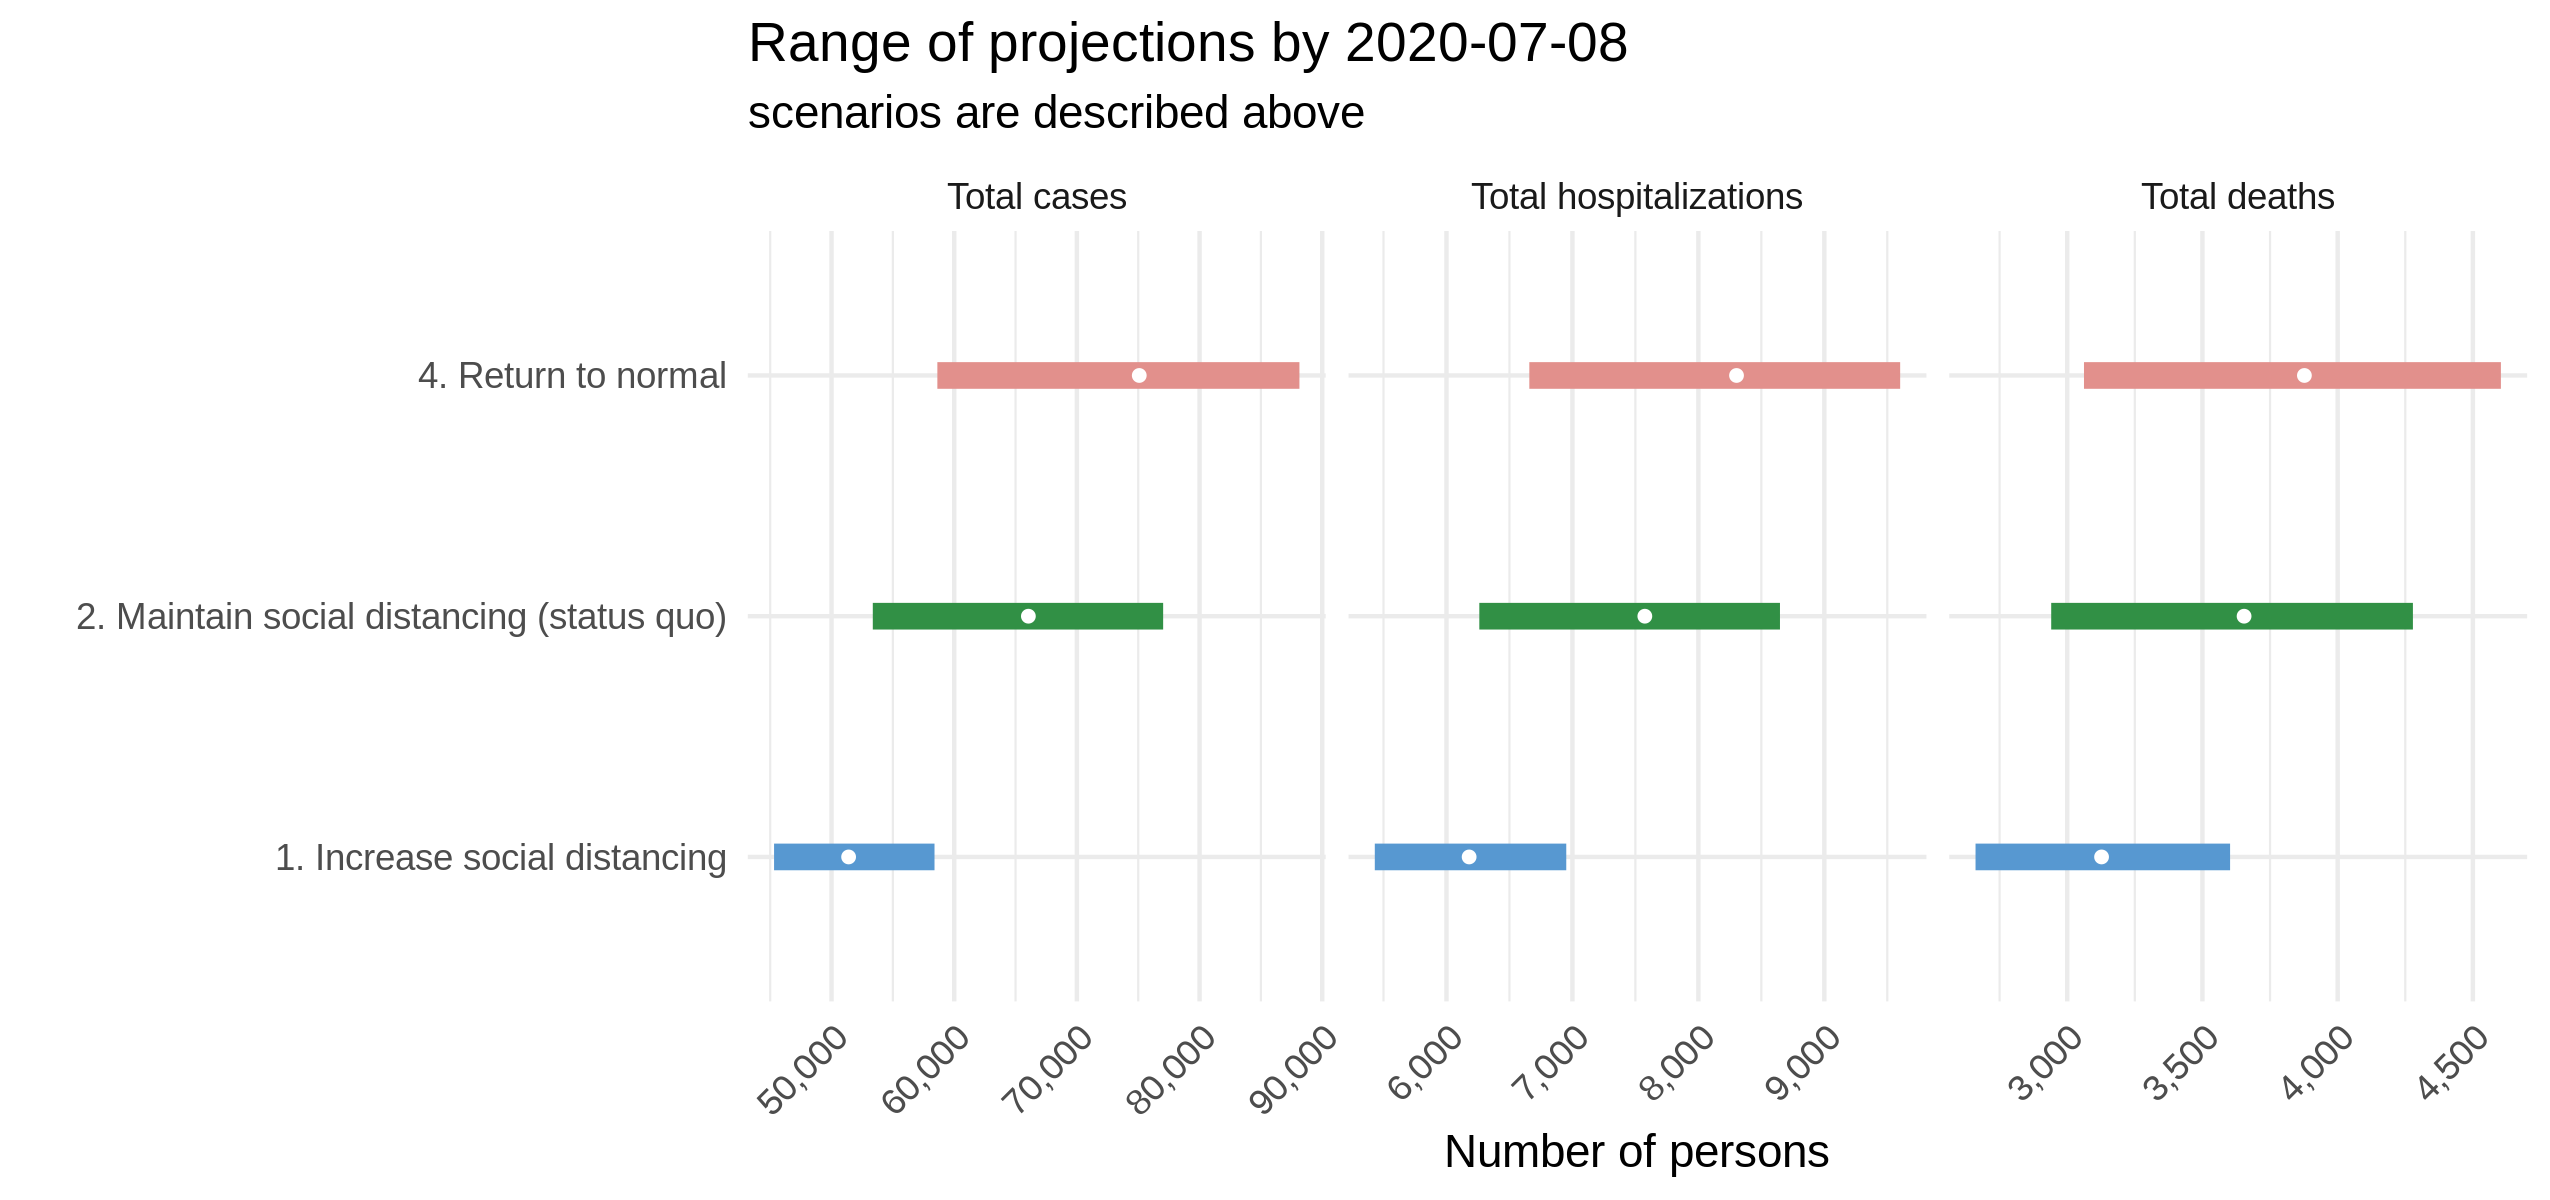 Range of projections by 2020-07-08
scenarios are described above
Total cases
Total hospitalizations
Total deaths
4. Return to normal
2. Maintain social distancing (status quo)
1. Increase social distancing
50,000
60,000
70,000
80,000
90,000
6,000
7,000
8,000
9,000
3,000
3,500
4,000
4,500
Number of persons